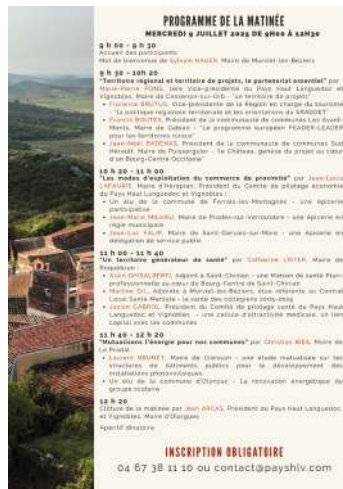 PROGRAMME DE LA MATINÉE
MERCREDI 9 JUILLET 2025 DE 9H00 À 12H30
9 h 00 - 9 h 30
Accueil des participants
Mot de bienvenue de Sylvain HAGER, Maire de Murviel-lès-Béziers
9 h 30 - 10h 20
"Territoire régional et territoire de projets, le partenariat essentiel" par
Marie-Pierre PONS, 1ère Vice-présidente du Pays Haut Languedoc et
Vignobles, Maire de Cessenon-sur-Orb - "Le territoire de projets"
• Florence BRUTUS, Vice-présidente de la Région en charge du tourisme
- "la politique régionale territoriale et les orientations du SRADDET"
• Francis BOUTES, Président de la communauté de communes Les Avant-
Monts, Maire de Gabian - "Le programme européen FEADER-LEADER
pour les territoires ruraux"
• Jean-Noël BADENAS, Président de la communauté de communes Sud
Hérault, Maire de Puisserguier - "le Château, genèse du projet au cœur
d'un Bourg-Centre Occitanie"
10 h 20 - 11 h 00
"Les modes d'exploitation du commerce de proximité" par Jean-Louis
LAFAURIE, Maire d'Hérépian, Président du Comité de pilotage économie
du Pays Haut Languedoc et Vignobles :
• Un élu de la commune de Ferrals-les-Montagnes - une épicerie
participative
• Jean-Marie MILHAU, Maire de Prades-sur-Vernazobre - une épicerie en
régie municipale
• Jean-Luc FALIP, Maire de Saint-Gervais-sur-Mare - une épicerie en
délégation de service public
11 h 00 - 11 h 40
"Un territoire générateur de santé" par Catherine LISTER, Maire de
Roquebrun :
• Alain GHISALBERTI, Adjoint à Saint-Chinian - une Maison de santé Pluri-
professionnelle au cœur du Bourg-Centre de Saint-Chinian
• Marine GIL, Adjointe à Murviel-lès-Béziers, élue référente au Contrat
Local Santé Mentale - la santé des citoyens 2025-2029
• Josian CABROL, Président du Comité de pilotage santé du Pays Haut
Languedoc et Vignobles - une cellule d'attractivité médicale, un lien
capital avec les communes
11 h 40 - 12 h 20
"Mutualisons l'énergie pour nos communes" par Christian BIES, Maire de
Le Pradal
• Laurent BRUNET, Maire de Creissan - une étude mutualisée sur les
structures de bâtiments publics pour le développement des
installations photovoltaïques
• Un élu de la commune d'Olonzac - La rénovation énergétique du
groupe scolaire
12 h 20
Clôture de la matinée par Jean ARCAS, Président du Pays Haut Languedoc
et Vignobles, Maire d'Olargues
Apéritif dînatoire
INSCRIPTION OBLIGATOIRE
04 67 38 11 10 ou contact@payshlv.com